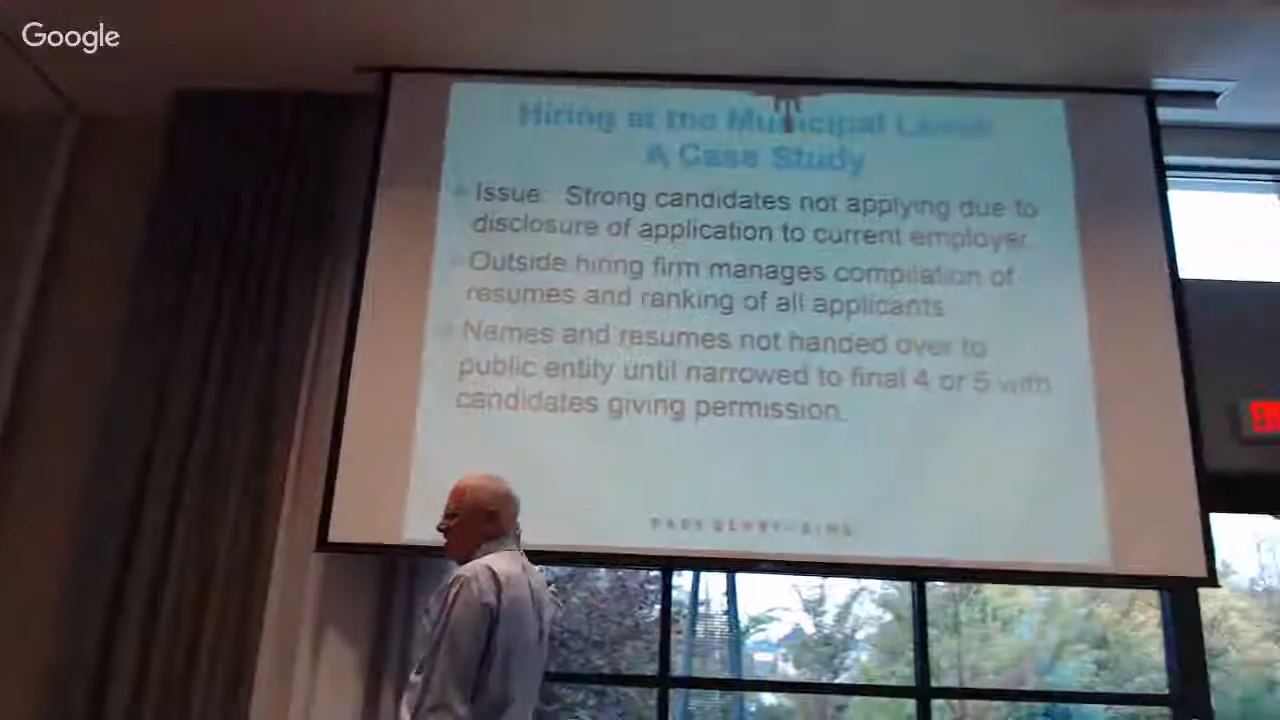 Google
Hiring at the Municipal Level:
A Case Study
Issue: Strong candidates not applying due to
disclosure of application to current employer.
Outside hiring firm manages compilation of
resumes and ranking of all applicants.
Names and resumes not handed over to
public entity until narrowed to final 4 or 5 with
candidates giving permission.